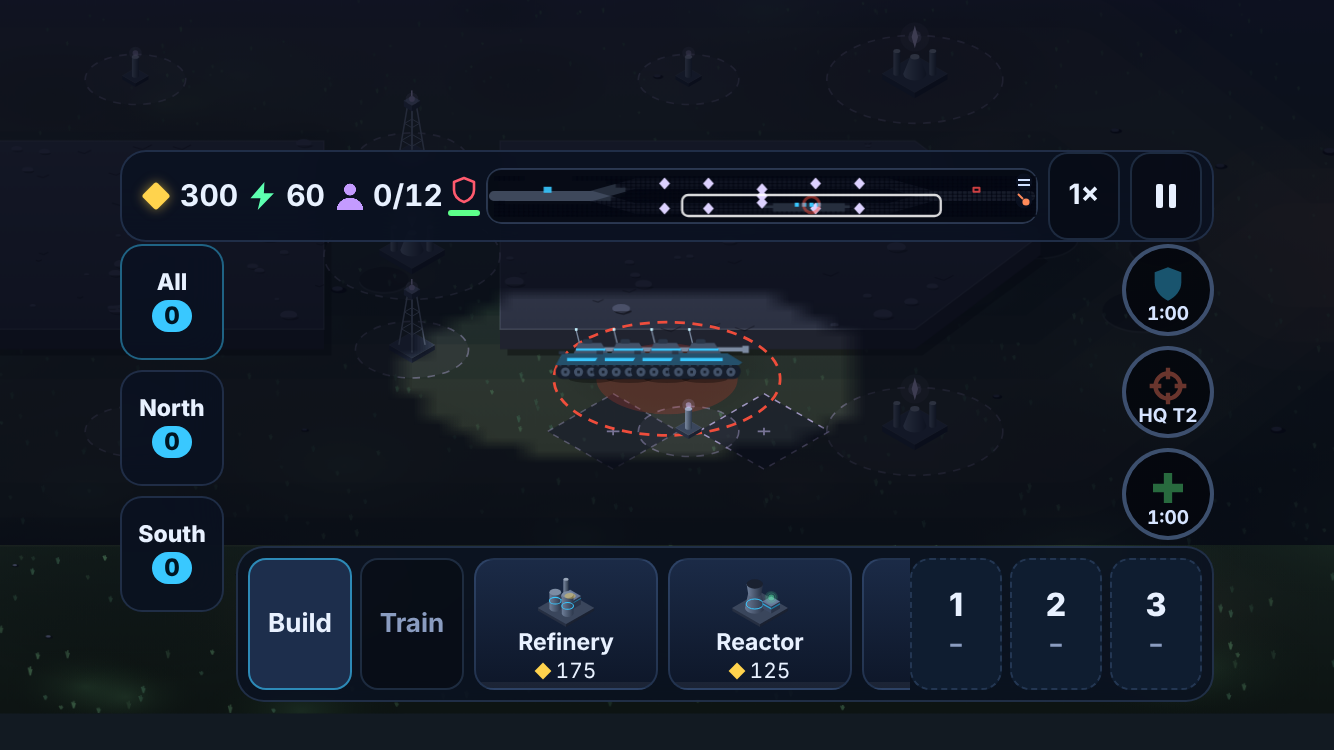 300 60 0/12 1×
All
0
North
0
South
0
1:00
HQ T2
1:00
Build
Train
Refinery
175
Reactor
125
1
–
2
–
3
–